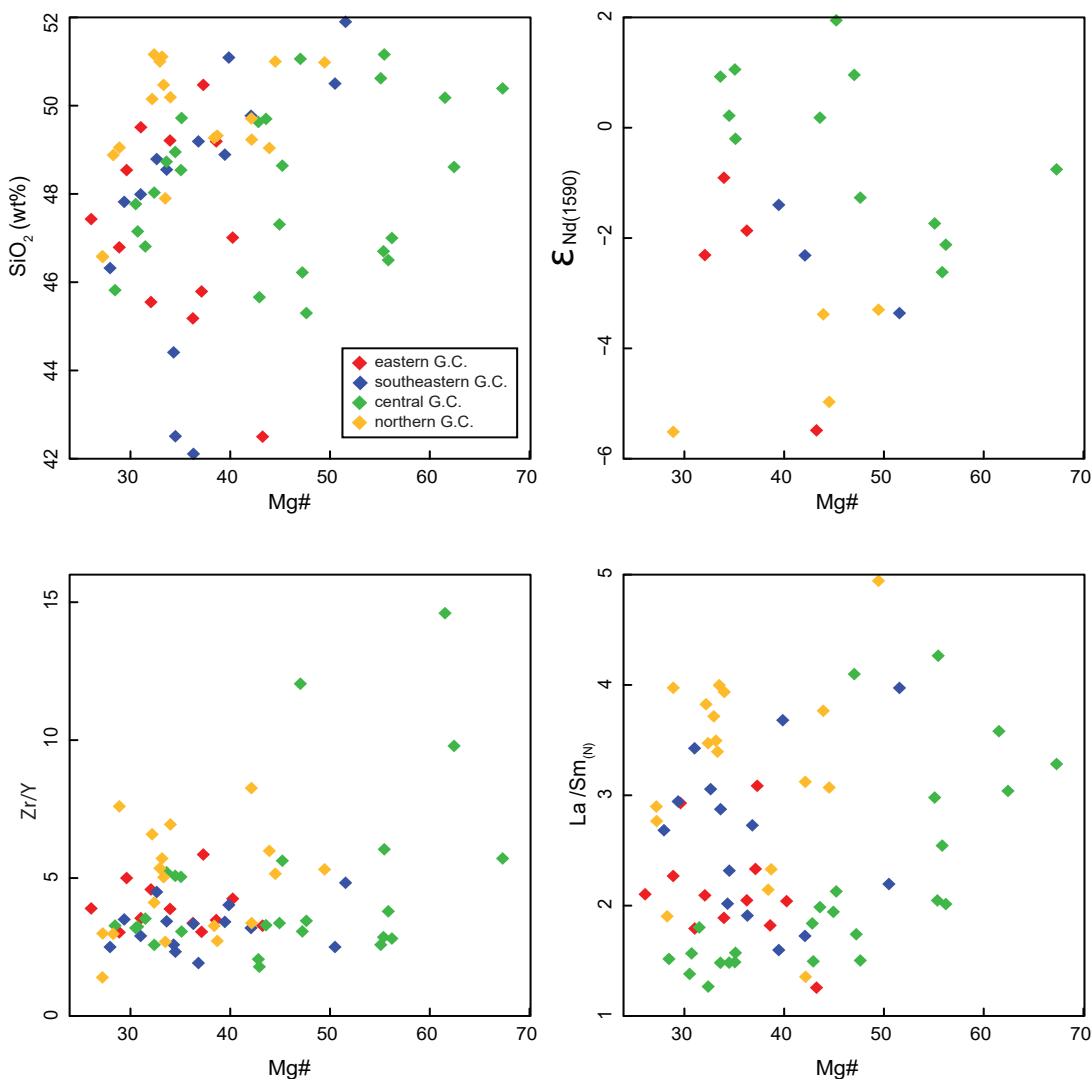 52
50
48
46
44
42
SiO₂ (wt%)
eastern G.C.
southeastern G.C.
central G.C.
northern G.C.
30 40 50 60 70
Mg#
2
0
−2
−4
−6
ε Nd(1590)
30 40 50 60 70
Mg#
15
10
5
0
Zr/Y
30 40 50 60 70
Mg#
5
4
3
2
1
La /Sm(N)
30 40 50 60 70
Mg#